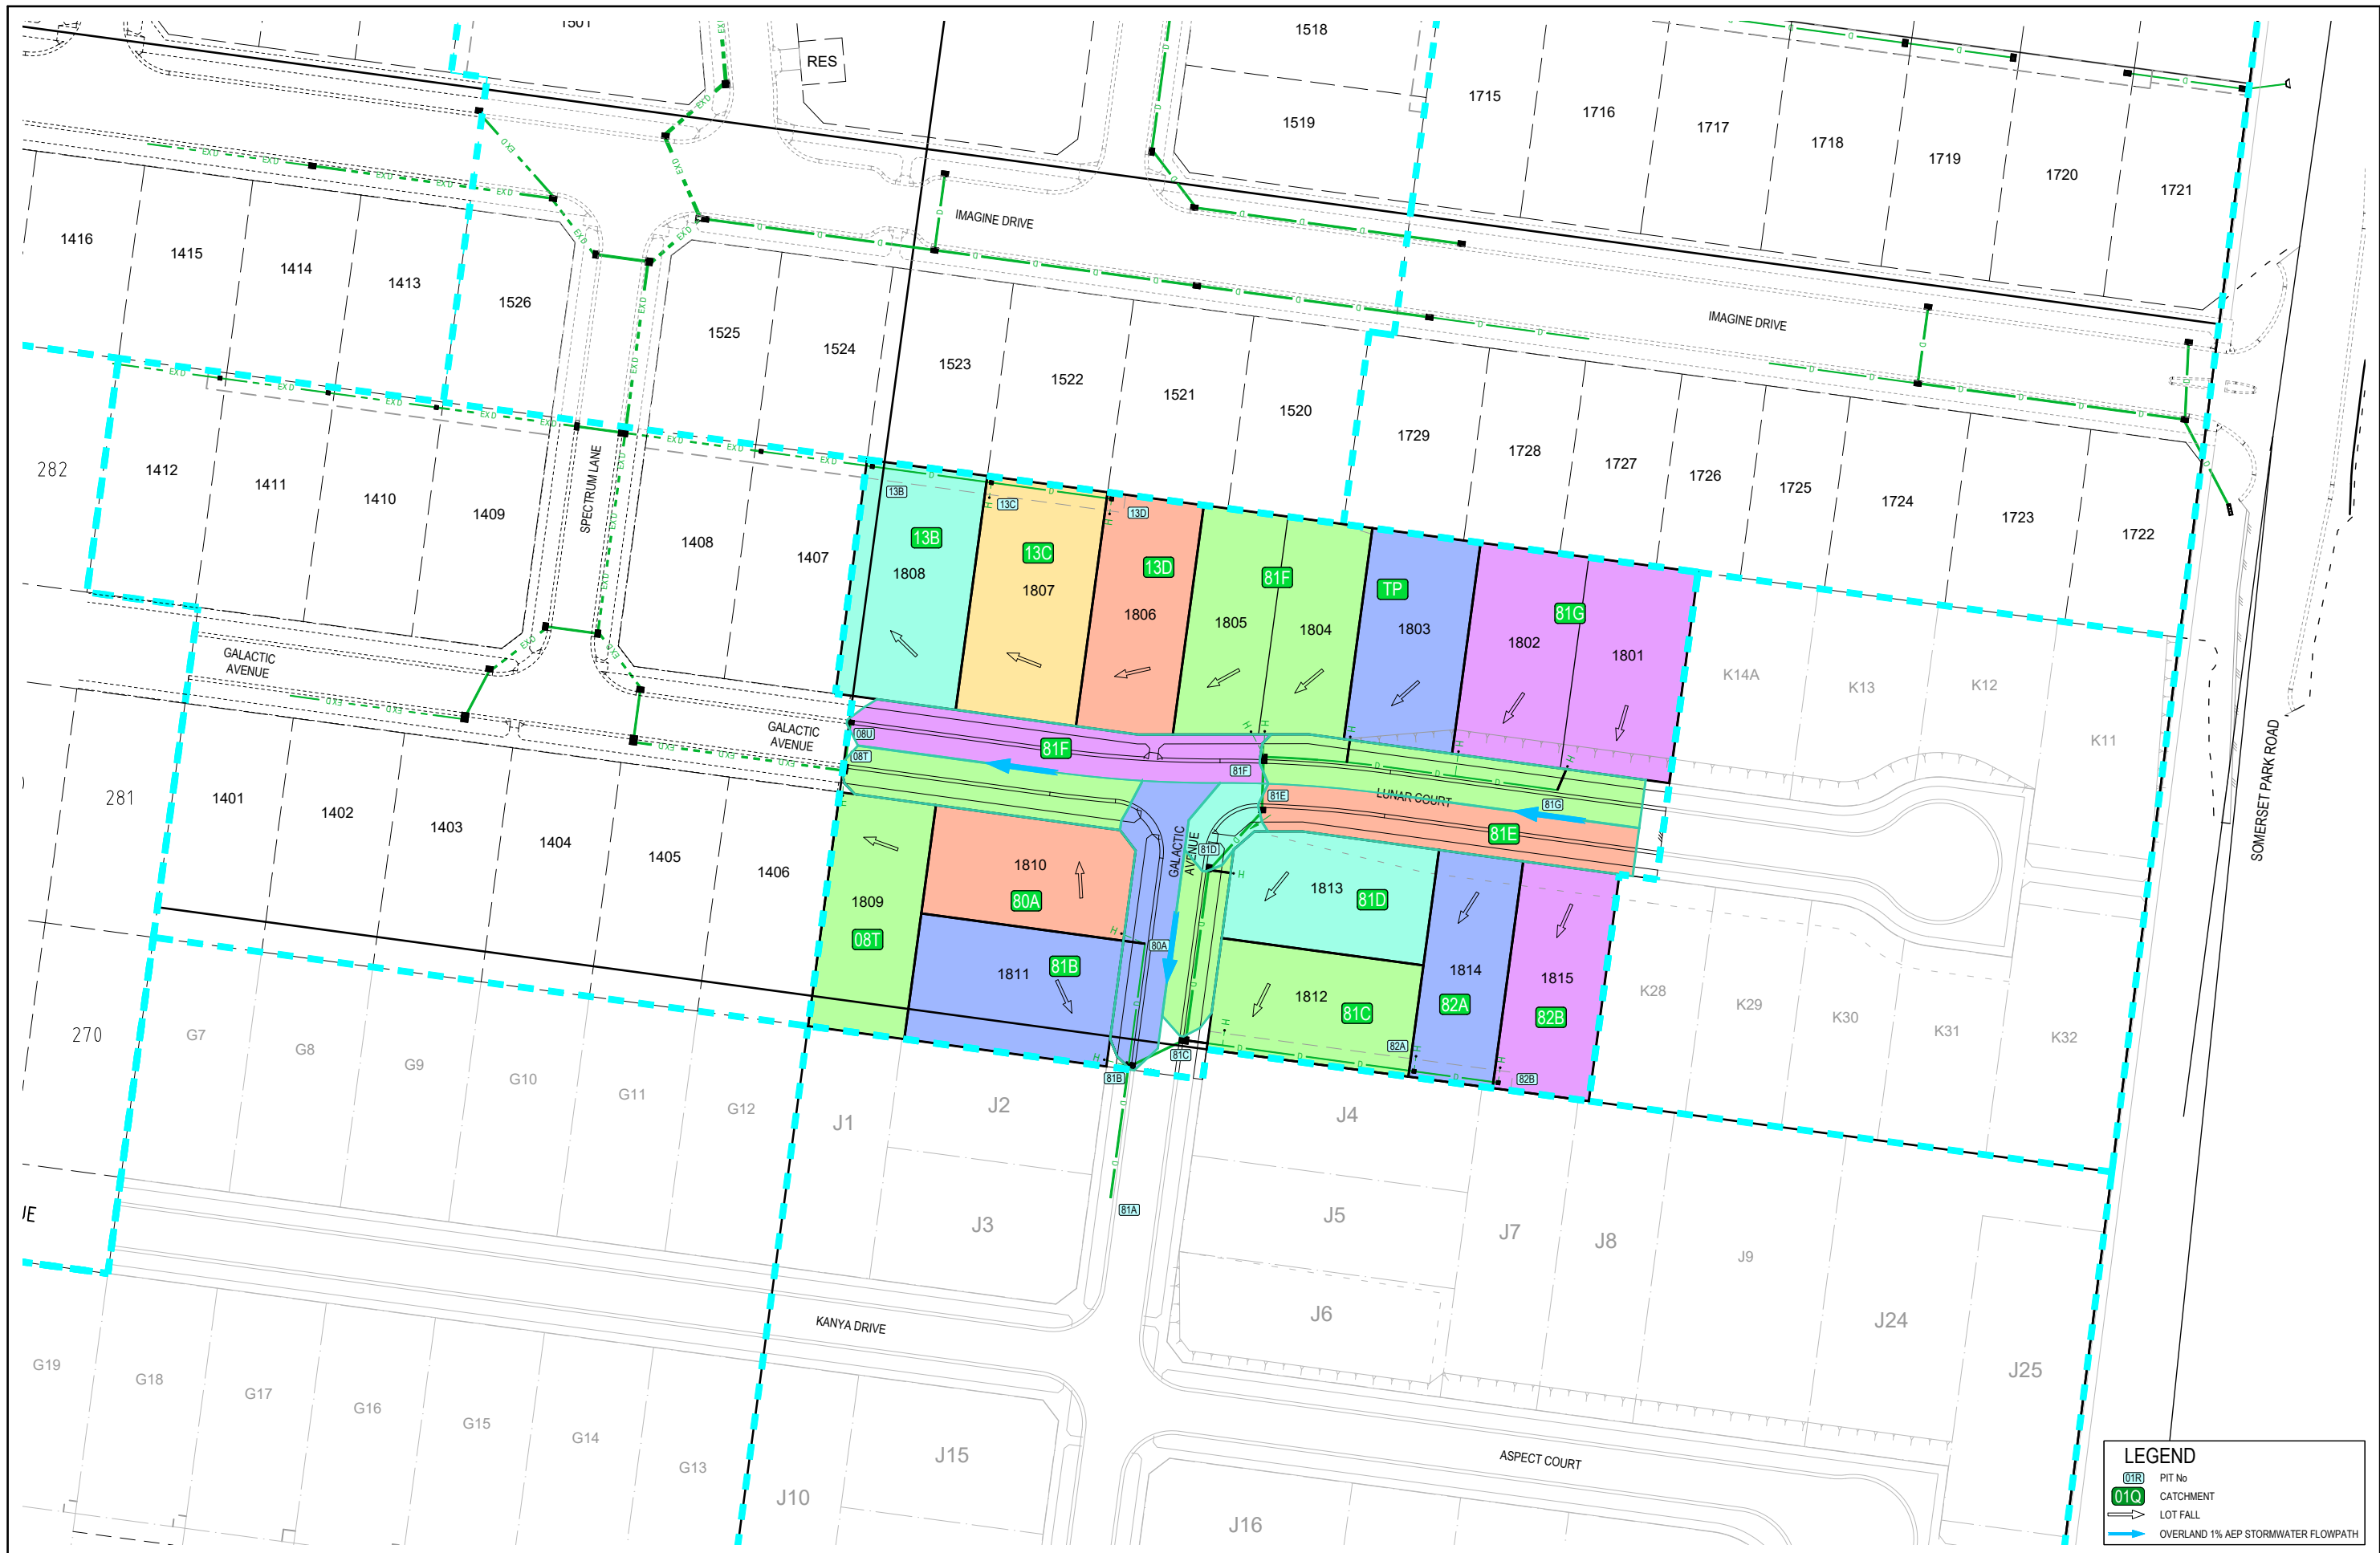 1501
RES
1518
1519
1715
1716
1717
1718
1719
1720
1721
IMAGINE DRIVE
IMAGINE DRIVE
1416
1415
1414
1413
1526
1525
1524
1523
1522
1521
1520
1729
1728
1727
1726
1725
1724
1723
1722
282
1412
1411
1410
1409
SPECTRUM LANE
1408
1407
13B
13C
13D
13B
1808
13C
1807
13D
1806
81F
1805
1804
TP
1803
81G
1802
1801
K14A
K13
K12
K11
SOMERSET PARK ROAD
GALACTIC
AVENUE
GALACTIC
AVENUE
08U
08T
81F
81F
81E
LUNAR COURT
81G
81E
281
1401
1402
1403
1404
1405
1406
1809
08T
1810
80A
1811
81B
80A
GALACTIC
AVENUE
81D
1813
81D
1812
81C
1814
82A
1815
82B
81C
81B
82A
82B
K28
K29
K30
K31
K32
270
G7
G8
G9
G10
G11
G12
J1
J2
J3
J4
J5
J6
J7
J8
J9
J24
J25
81A
KANYA DRIVE
G19
G18
G17
G16
G15
G14
G13
J10
J15
J16
ASPECT COURT
LEGEND
01R PIT No
01Q CATCHMENT
LOT FALL
OVERLAND 1% AEP STORMWATER FLOWPATH